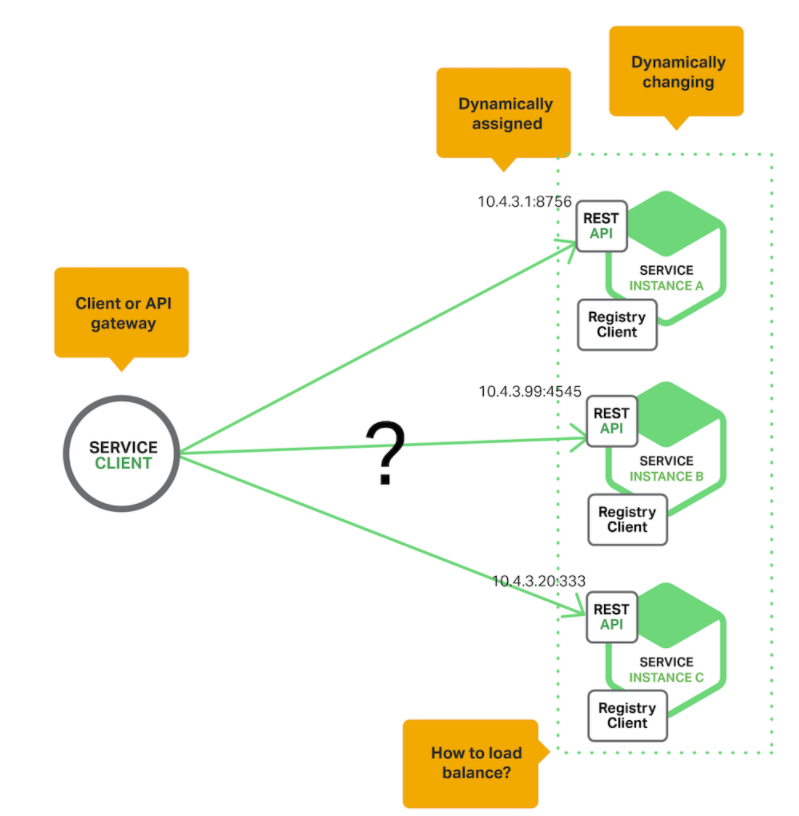 Dynamically
changing
Dynamically
assigned
10.4.3.1:8756
REST
API
SERVICE
INSTANCE A
Registry
Client
Client or API
gateway
SERVICE
CLIENT
?
10.4.3.99:4545
REST
API
SERVICE
INSTANCE B
Registry
Client
10.4.3.20:333
REST
API
SERVICE
INSTANCE C
Registry
Client
How to load
balance?